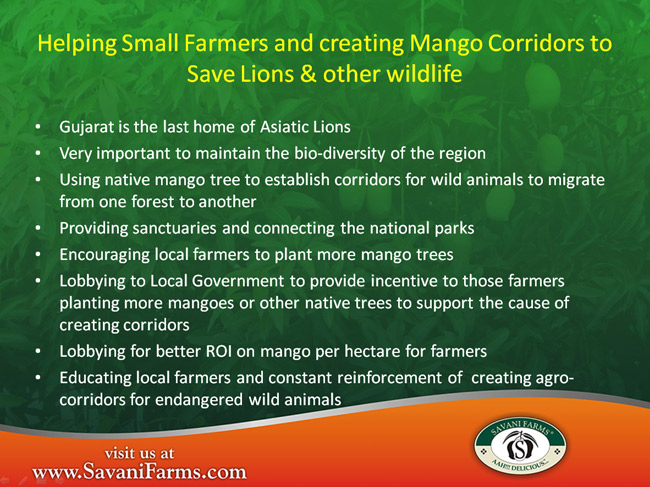 Helping Small Farmers and creating Mango Corridors to
Save Lions & other wildlife
• Gujarat is the last home of Asiatic Lions
• Very important to maintain the bio-diversity of the region
• Using native mango tree to establish corridors for wild animals to migrate
from one forest to another
• Providing sanctuaries and connecting the national parks
• Encouraging local farmers to plant more mango trees
• Lobbying to Local Government to provide incentive to those farmers
planting more mangoes or other native trees to support the cause of
creating corridors
• Lobbying for better ROI on mango per hectare for farmers
• Educating local farmers and constant reinforcement of creating agro-
corridors for endangered wild animals
visit us at
www.SavaniFarms.com
SAVANI FARMS
S
AAH!! DELICIOUS...